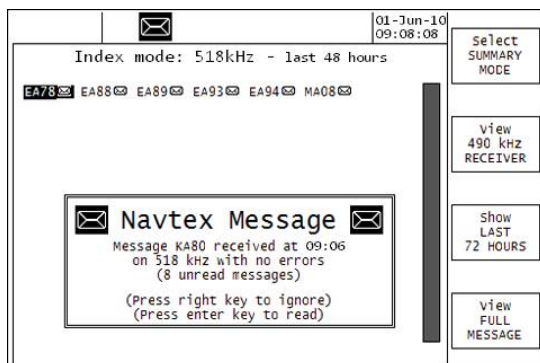 01-Jun-10
09:08:08
Index mode: 518kHz - last 48 hours
EA78 EA88 EA89 EA93 EA94 MA08
Navtex Message
Message KA80 received at 09:06
on 518 kHz with no errors
(8 unread messages)
(Press right key to ignore)
(Press enter key to read)
Select
SUMMARY
MODE
View
490 kHz
RECEIVER
Show
LAST
72 HOURS
View
FULL
MESSAGE